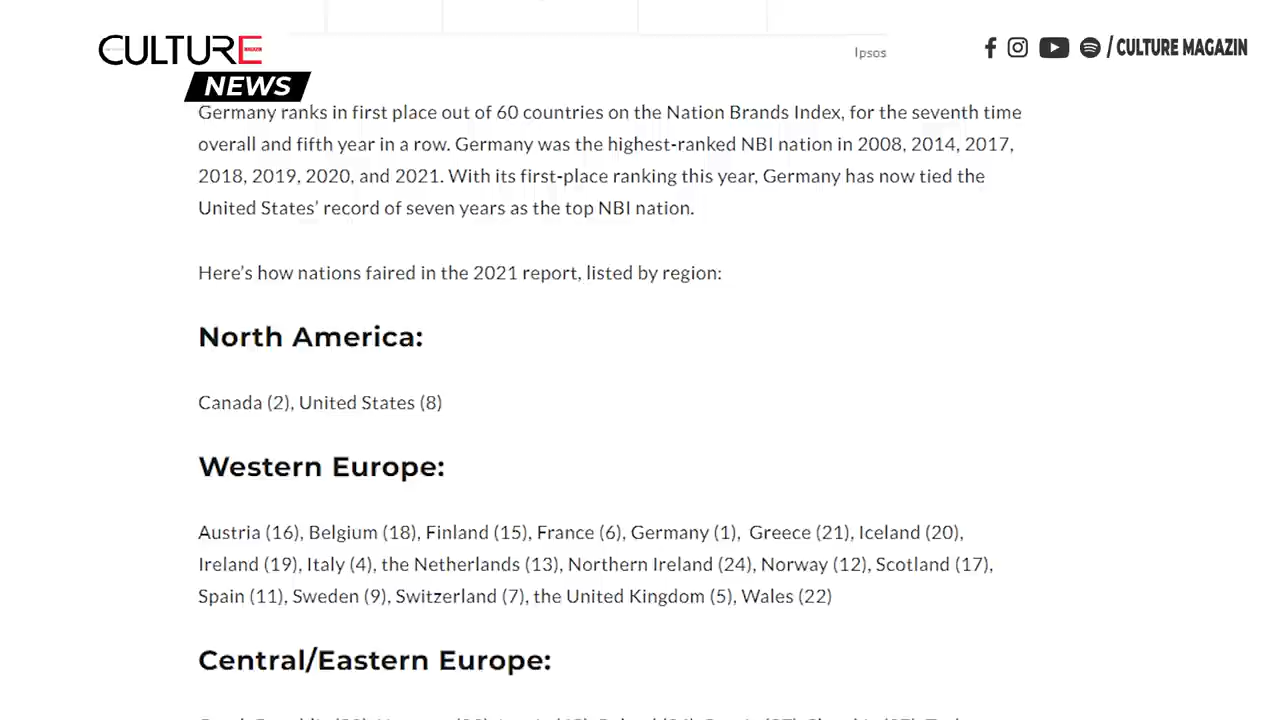 CULTURE
NEWS
Ipsos
/ CULTURE MAGAZIN
Germany ranks in first place out of 60 countries on the Nation Brands Index, for the seventh time
overall and fifth year in a row. Germany was the highest-ranked NBI nation in 2008, 2014, 2017,
2018, 2019, 2020, and 2021. With its first-place ranking this year, Germany has now tied the
United States’ record of seven years as the top NBI nation.
Here’s how nations faired in the 2021 report, listed by region:
North America:
Canada (2), United States (8)
Western Europe:
Austria (16), Belgium (18), Finland (15), France (6), Germany (1), Greece (21), Iceland (20),
Ireland (19), Italy (4), the Netherlands (13), Northern Ireland (24), Norway (12), Scotland (17),
Spain (11), Sweden (9), Switzerland (7), the United Kingdom (5), Wales (22)
Central/Eastern Europe: